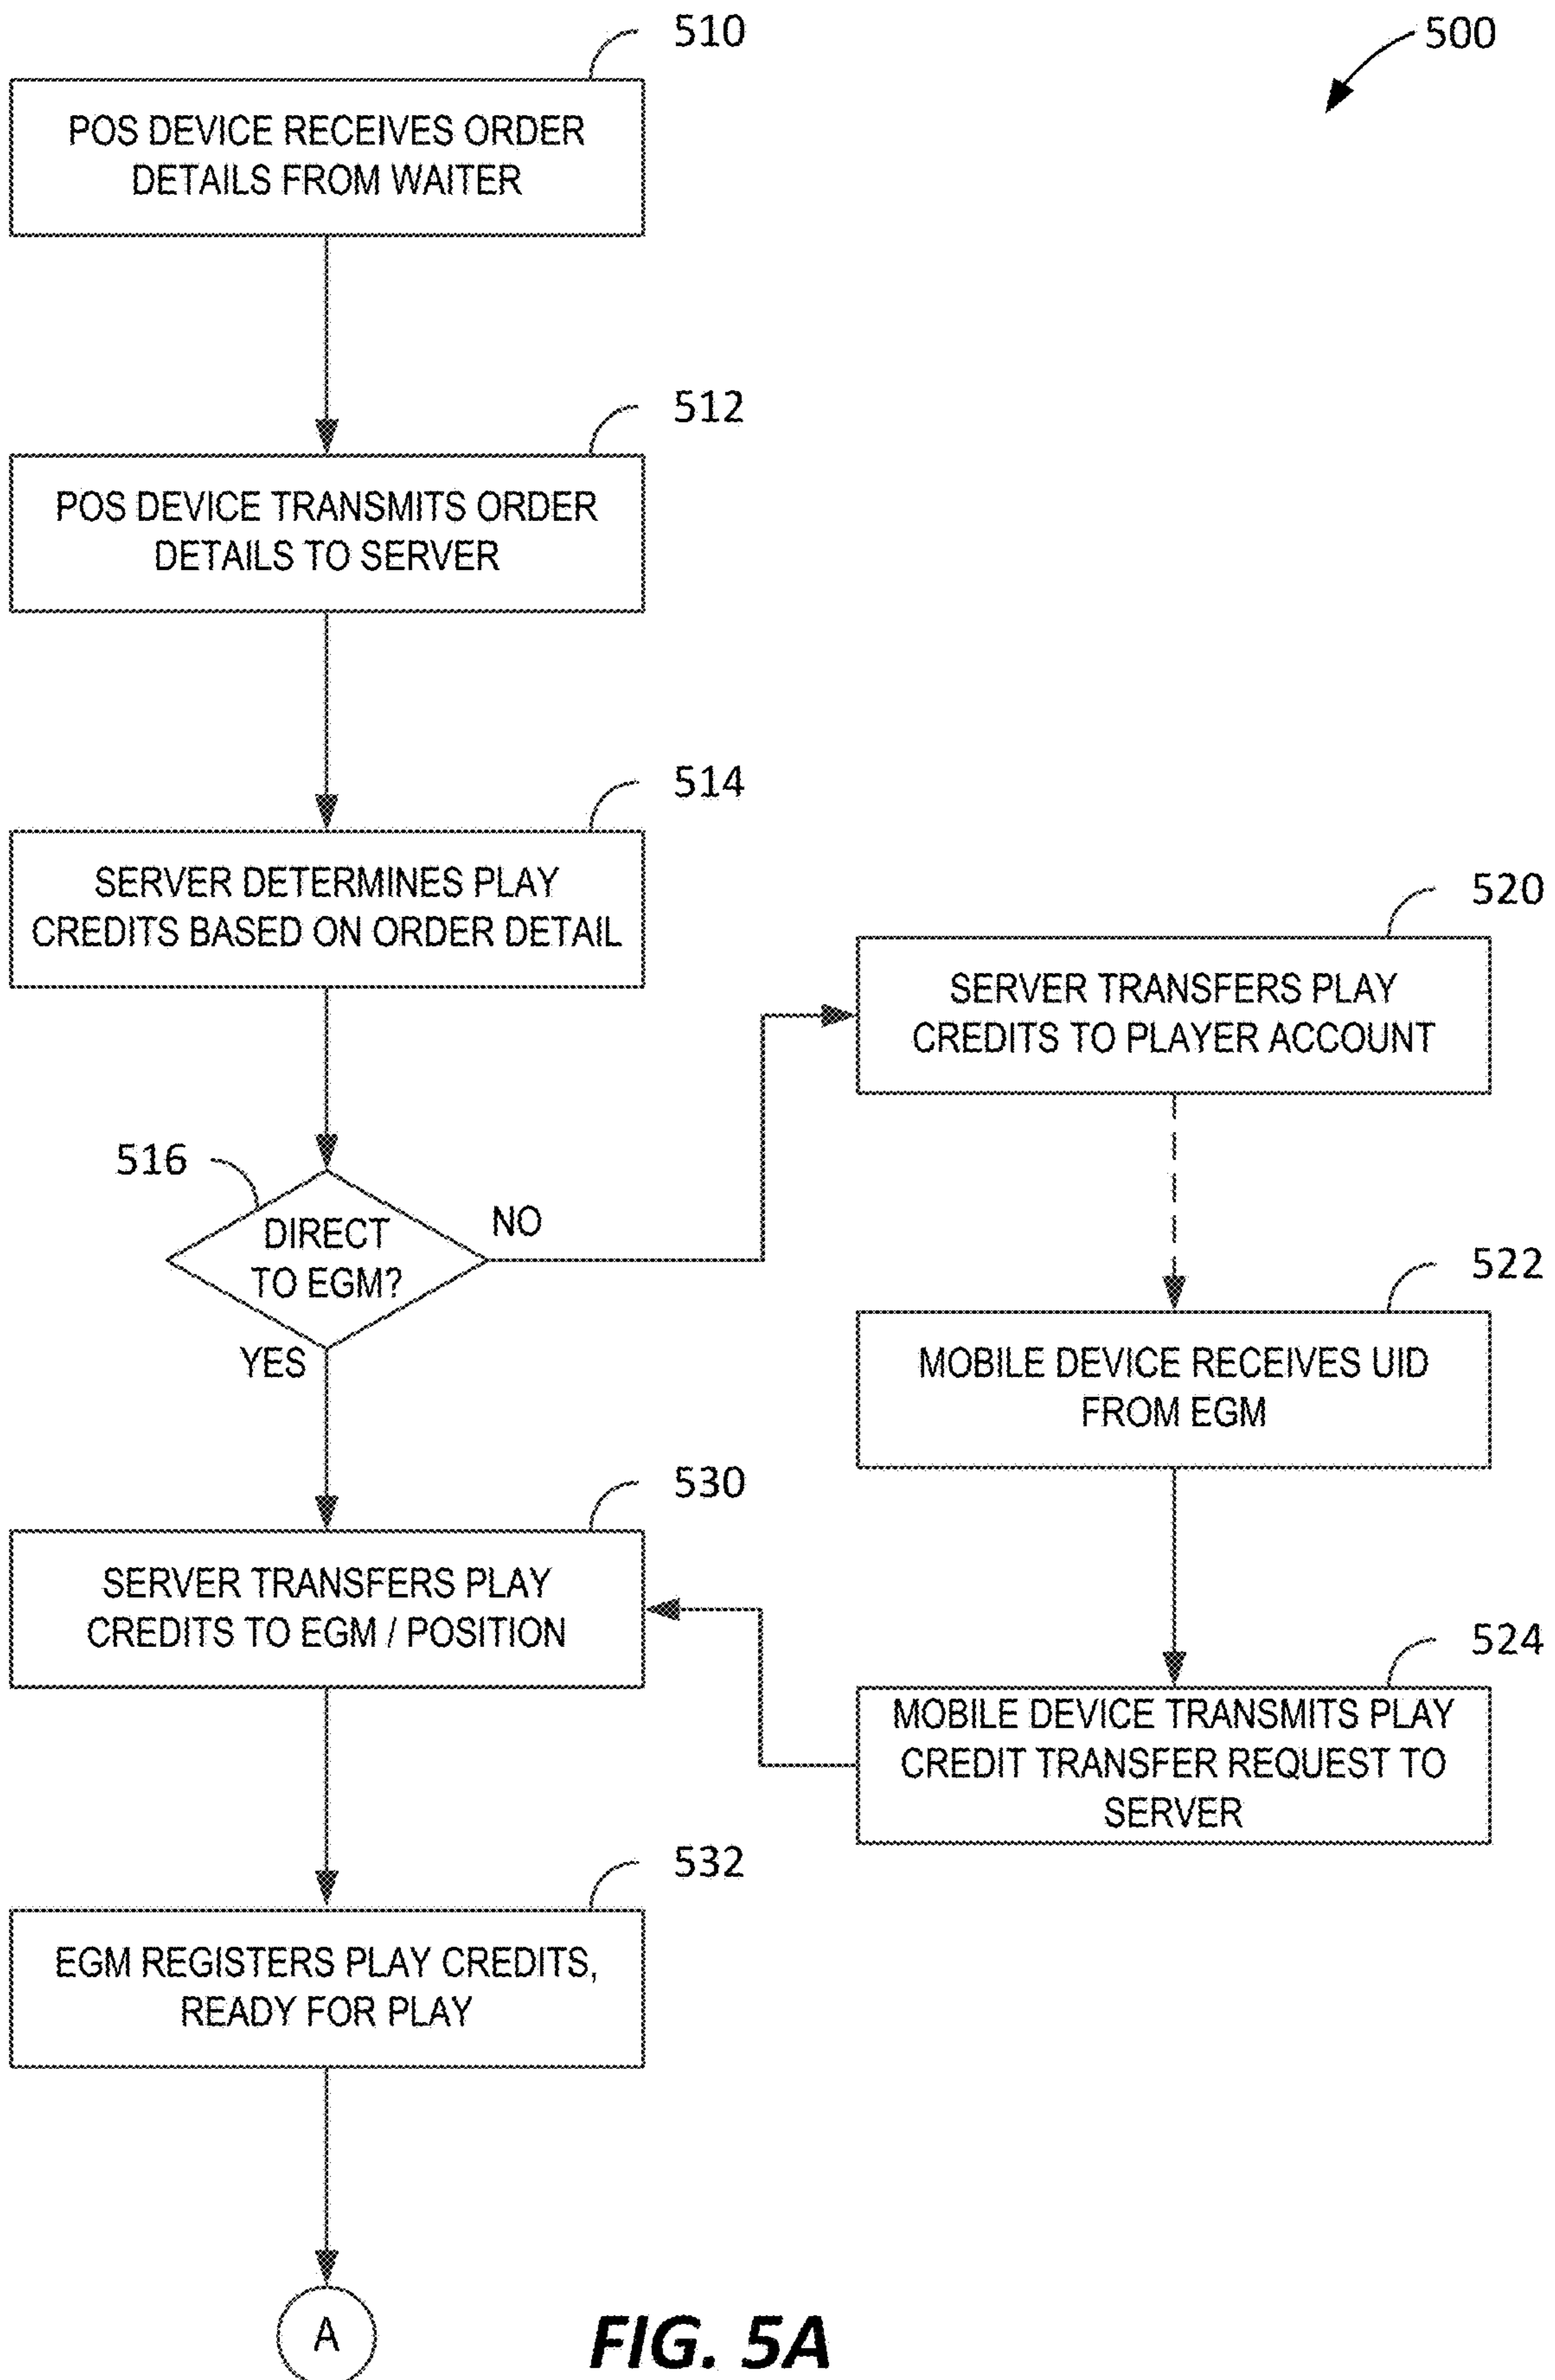 510
500
POS DEVICE RECEIVES ORDER
DETAILS FROM WAITER
512
POS DEVICE TRANSMITS ORDER
DETAILS TO SERVER
514
SERVER DETERMINES PLAY
CREDITS BASED ON ORDER DETAIL
520
SERVER TRANSFERS PLAY
CREDITS TO PLAYER ACCOUNT
516
DIRECT
TO EGM?
NO
YES
522
MOBILE DEVICE RECEIVES UID
FROM EGM
530
SERVER TRANSFERS PLAY
CREDITS TO EGM / POSITION
524
MOBILE DEVICE TRANSMITS PLAY
CREDIT TRANSFER REQUEST TO
SERVER
532
EGM REGISTERS PLAY CREDITS,
READY FOR PLAY
A
FIG. 5A